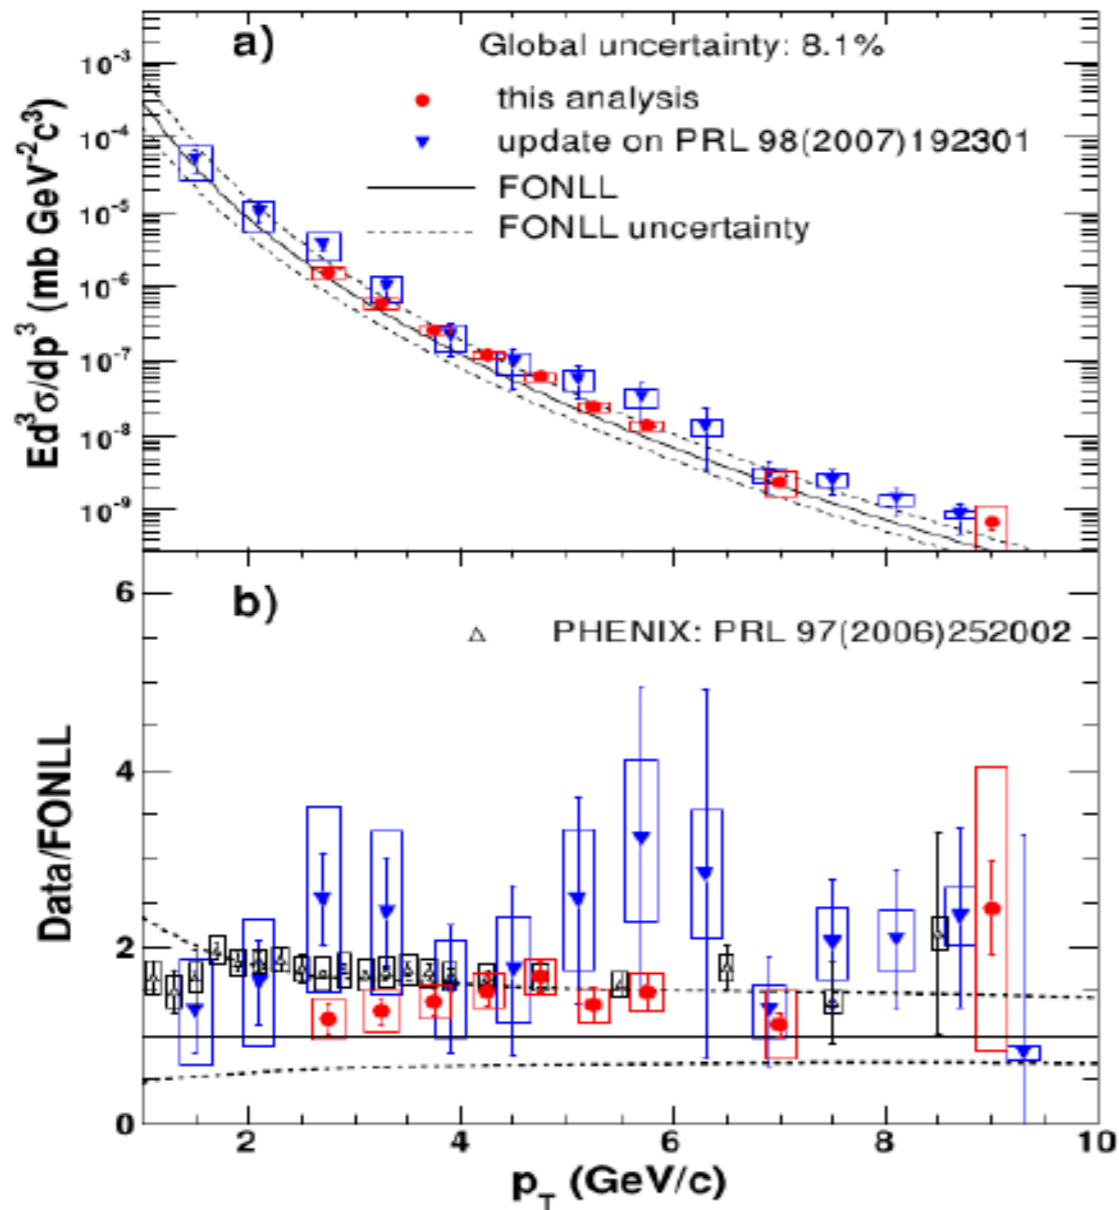 a)
Global uncertainty: 8.1%
this analysis
update on PRL 98(2007)192301
FONLL
FONLL uncertainty
Ed³σ/dp³ (mb GeV⁻²c³)
10⁻³
10⁻⁴
10⁻⁵
10⁻⁶
10⁻⁷
10⁻⁸
10⁻⁹
b)
PHENIX: PRL 97(2006)252002
Data/FONLL
6
4
2
0
2 4 6 8 10
p_T (GeV/c)